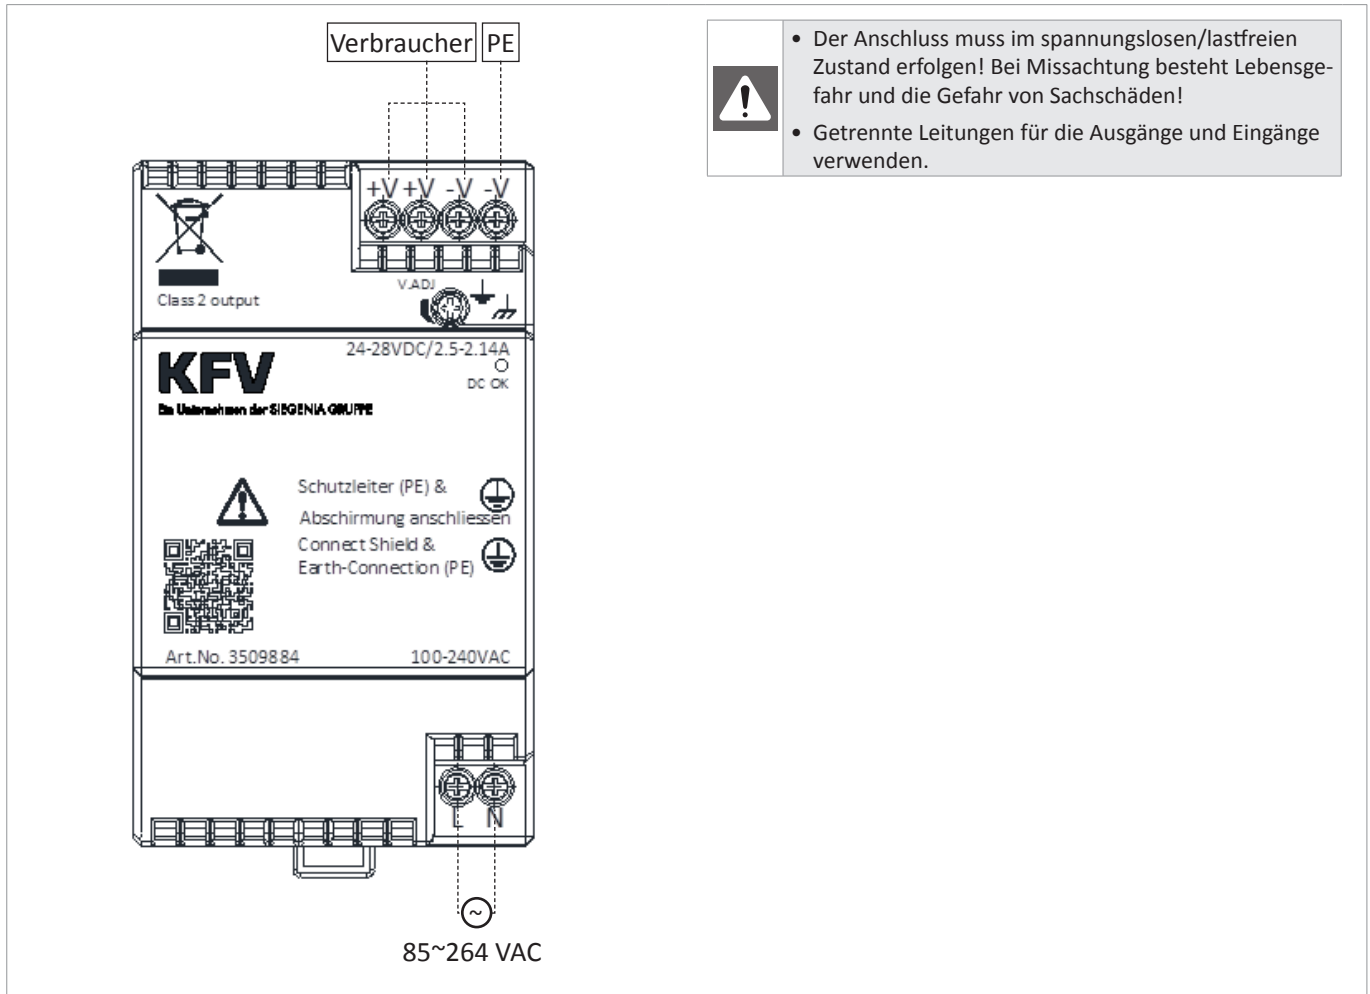 Verbraucher PE
• Der Anschluss muss im spannungslosen/lastfreien
Zustand erfolgen! Bei Missachtung besteht Lebensge-
fahr und die Gefahr von Sachschäden!
• Getrennte Leitungen für die Ausgänge und Eingänge
verwenden.
+V +V -V -V
V.ADJ
Class 2 output
24-28VDC/2.5-2.14A
DC OK
KFV
Ein Unternehmen der SIEGENIA GRUPPE
Schutzleiter (PE) &
Abschirmung anschliessen
Connect Shield &
Earth-Connection (PE)
Art.No. 3509884 100-240VAC
L N
~
85~264 VAC